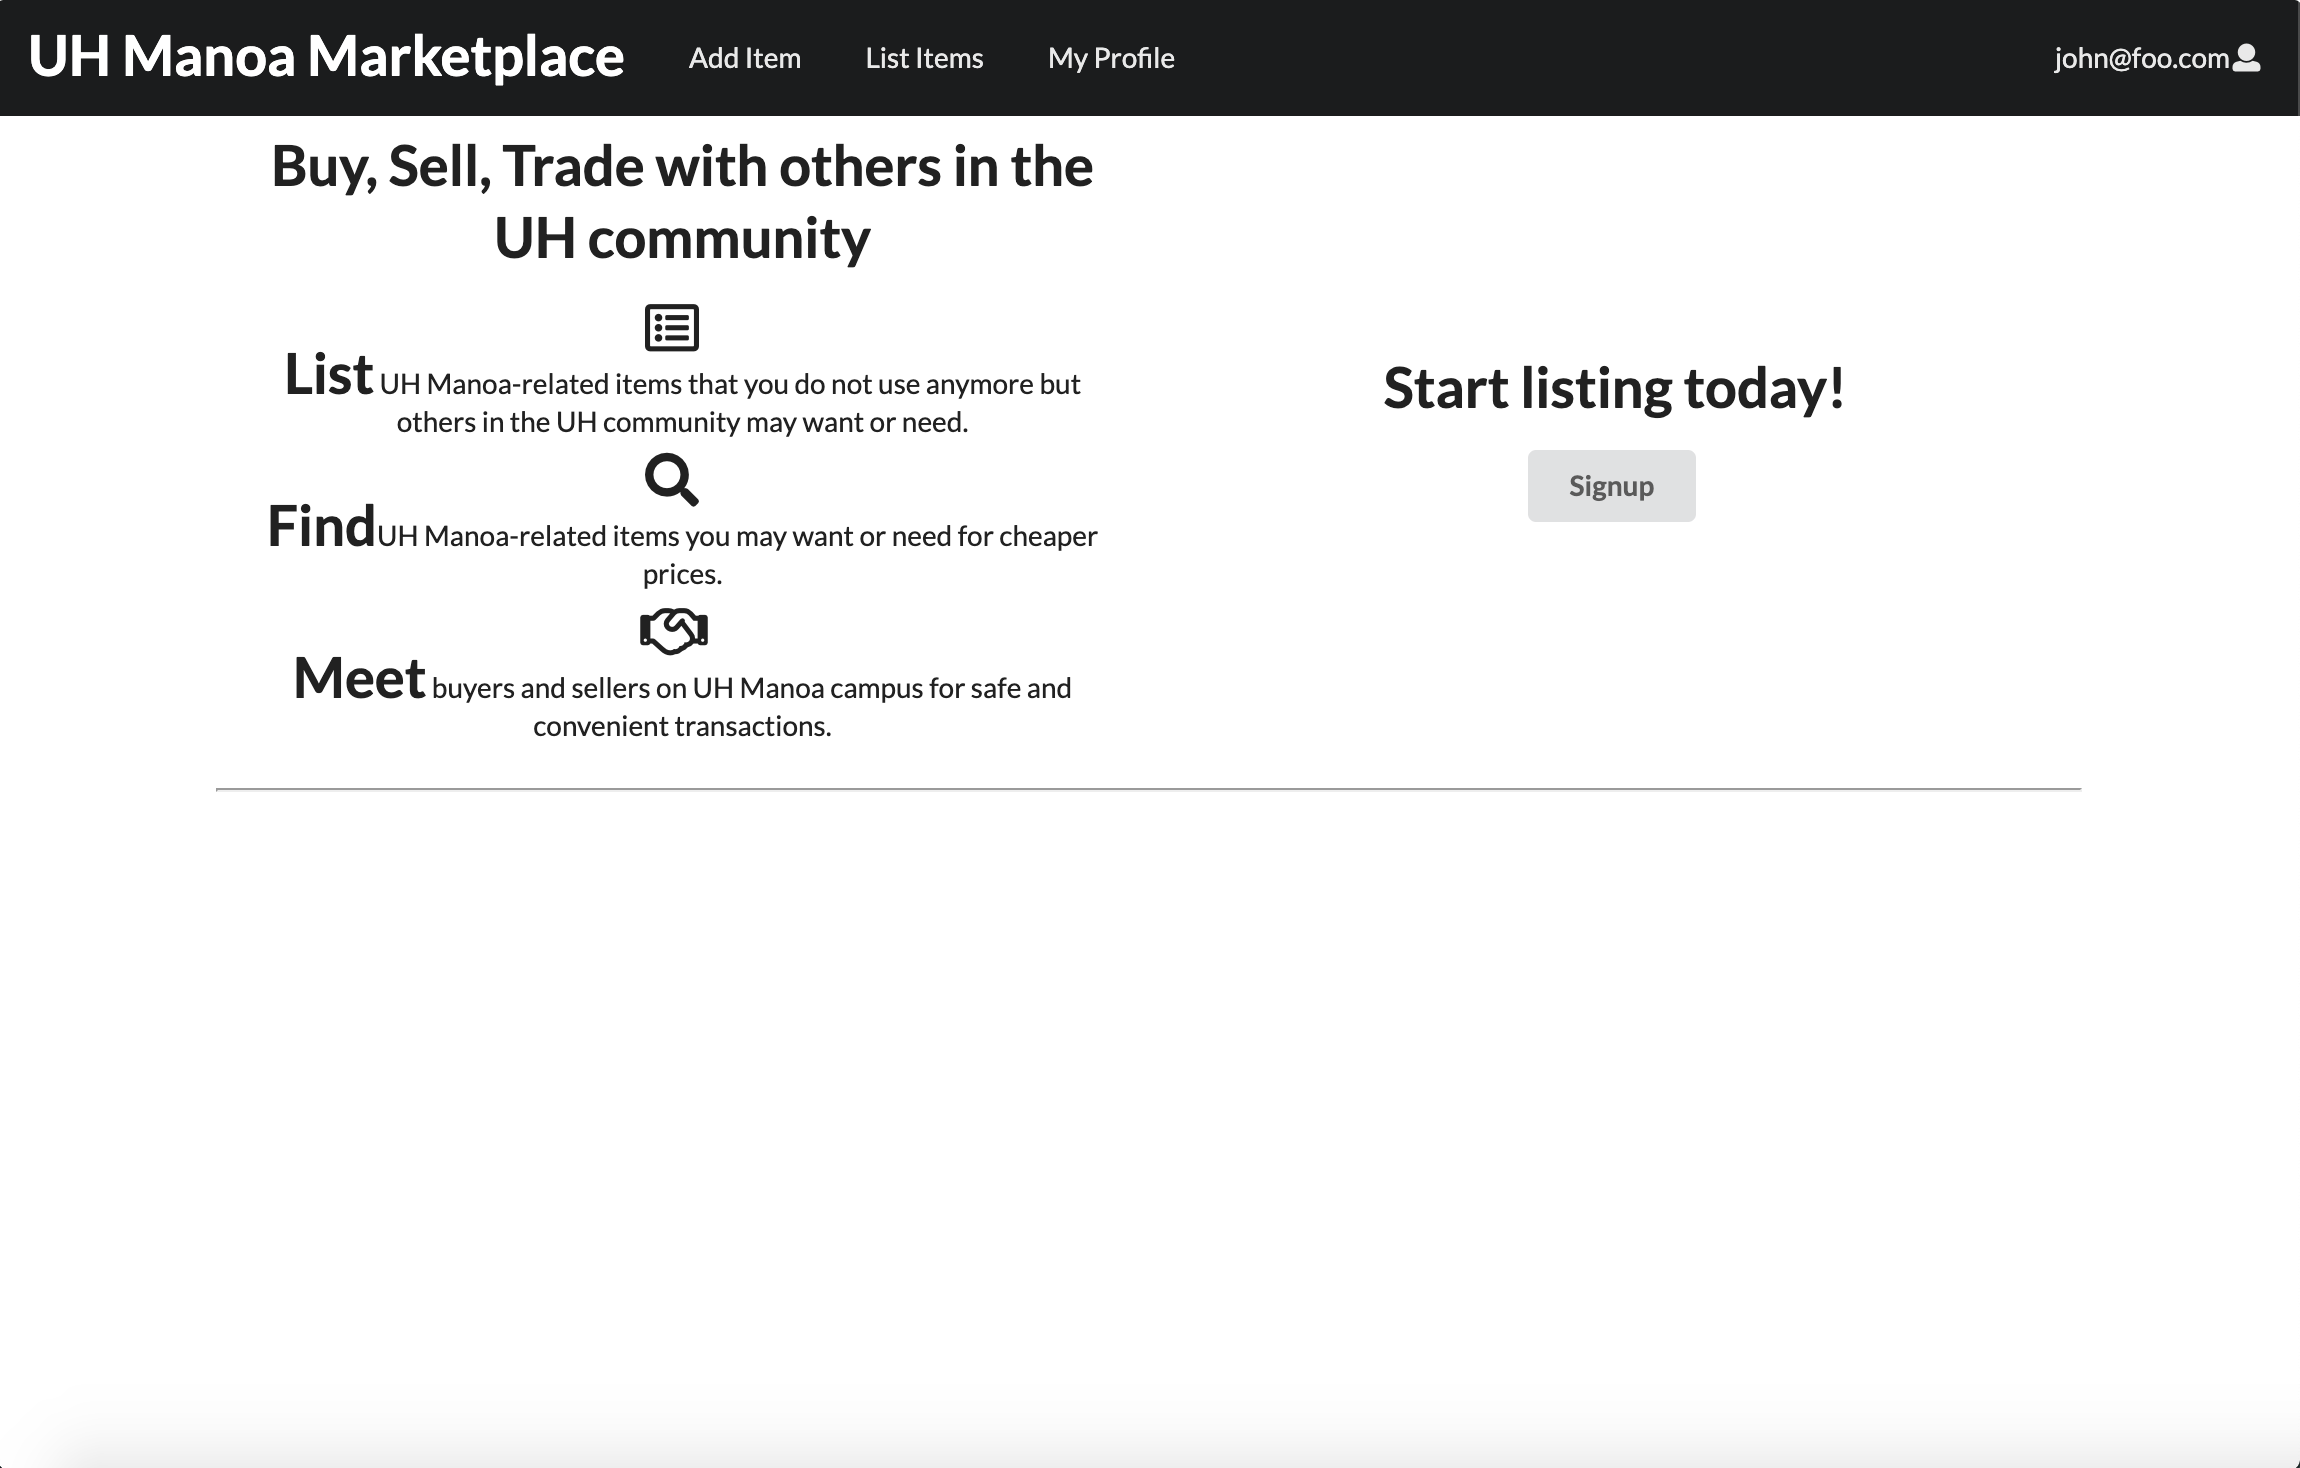 UH Manoa Marketplace Add Item List Items My Profile john@foo.com
Buy, Sell, Trade with others in the
UH community
List UH Manoa-related items that you do not use anymore but
others in the UH community may want or need.
FindUH Manoa-related items you may want or need for cheaper
prices.
Meet buyers and sellers on UH Manoa campus for safe and
convenient transactions.
Start listing today!
Signup